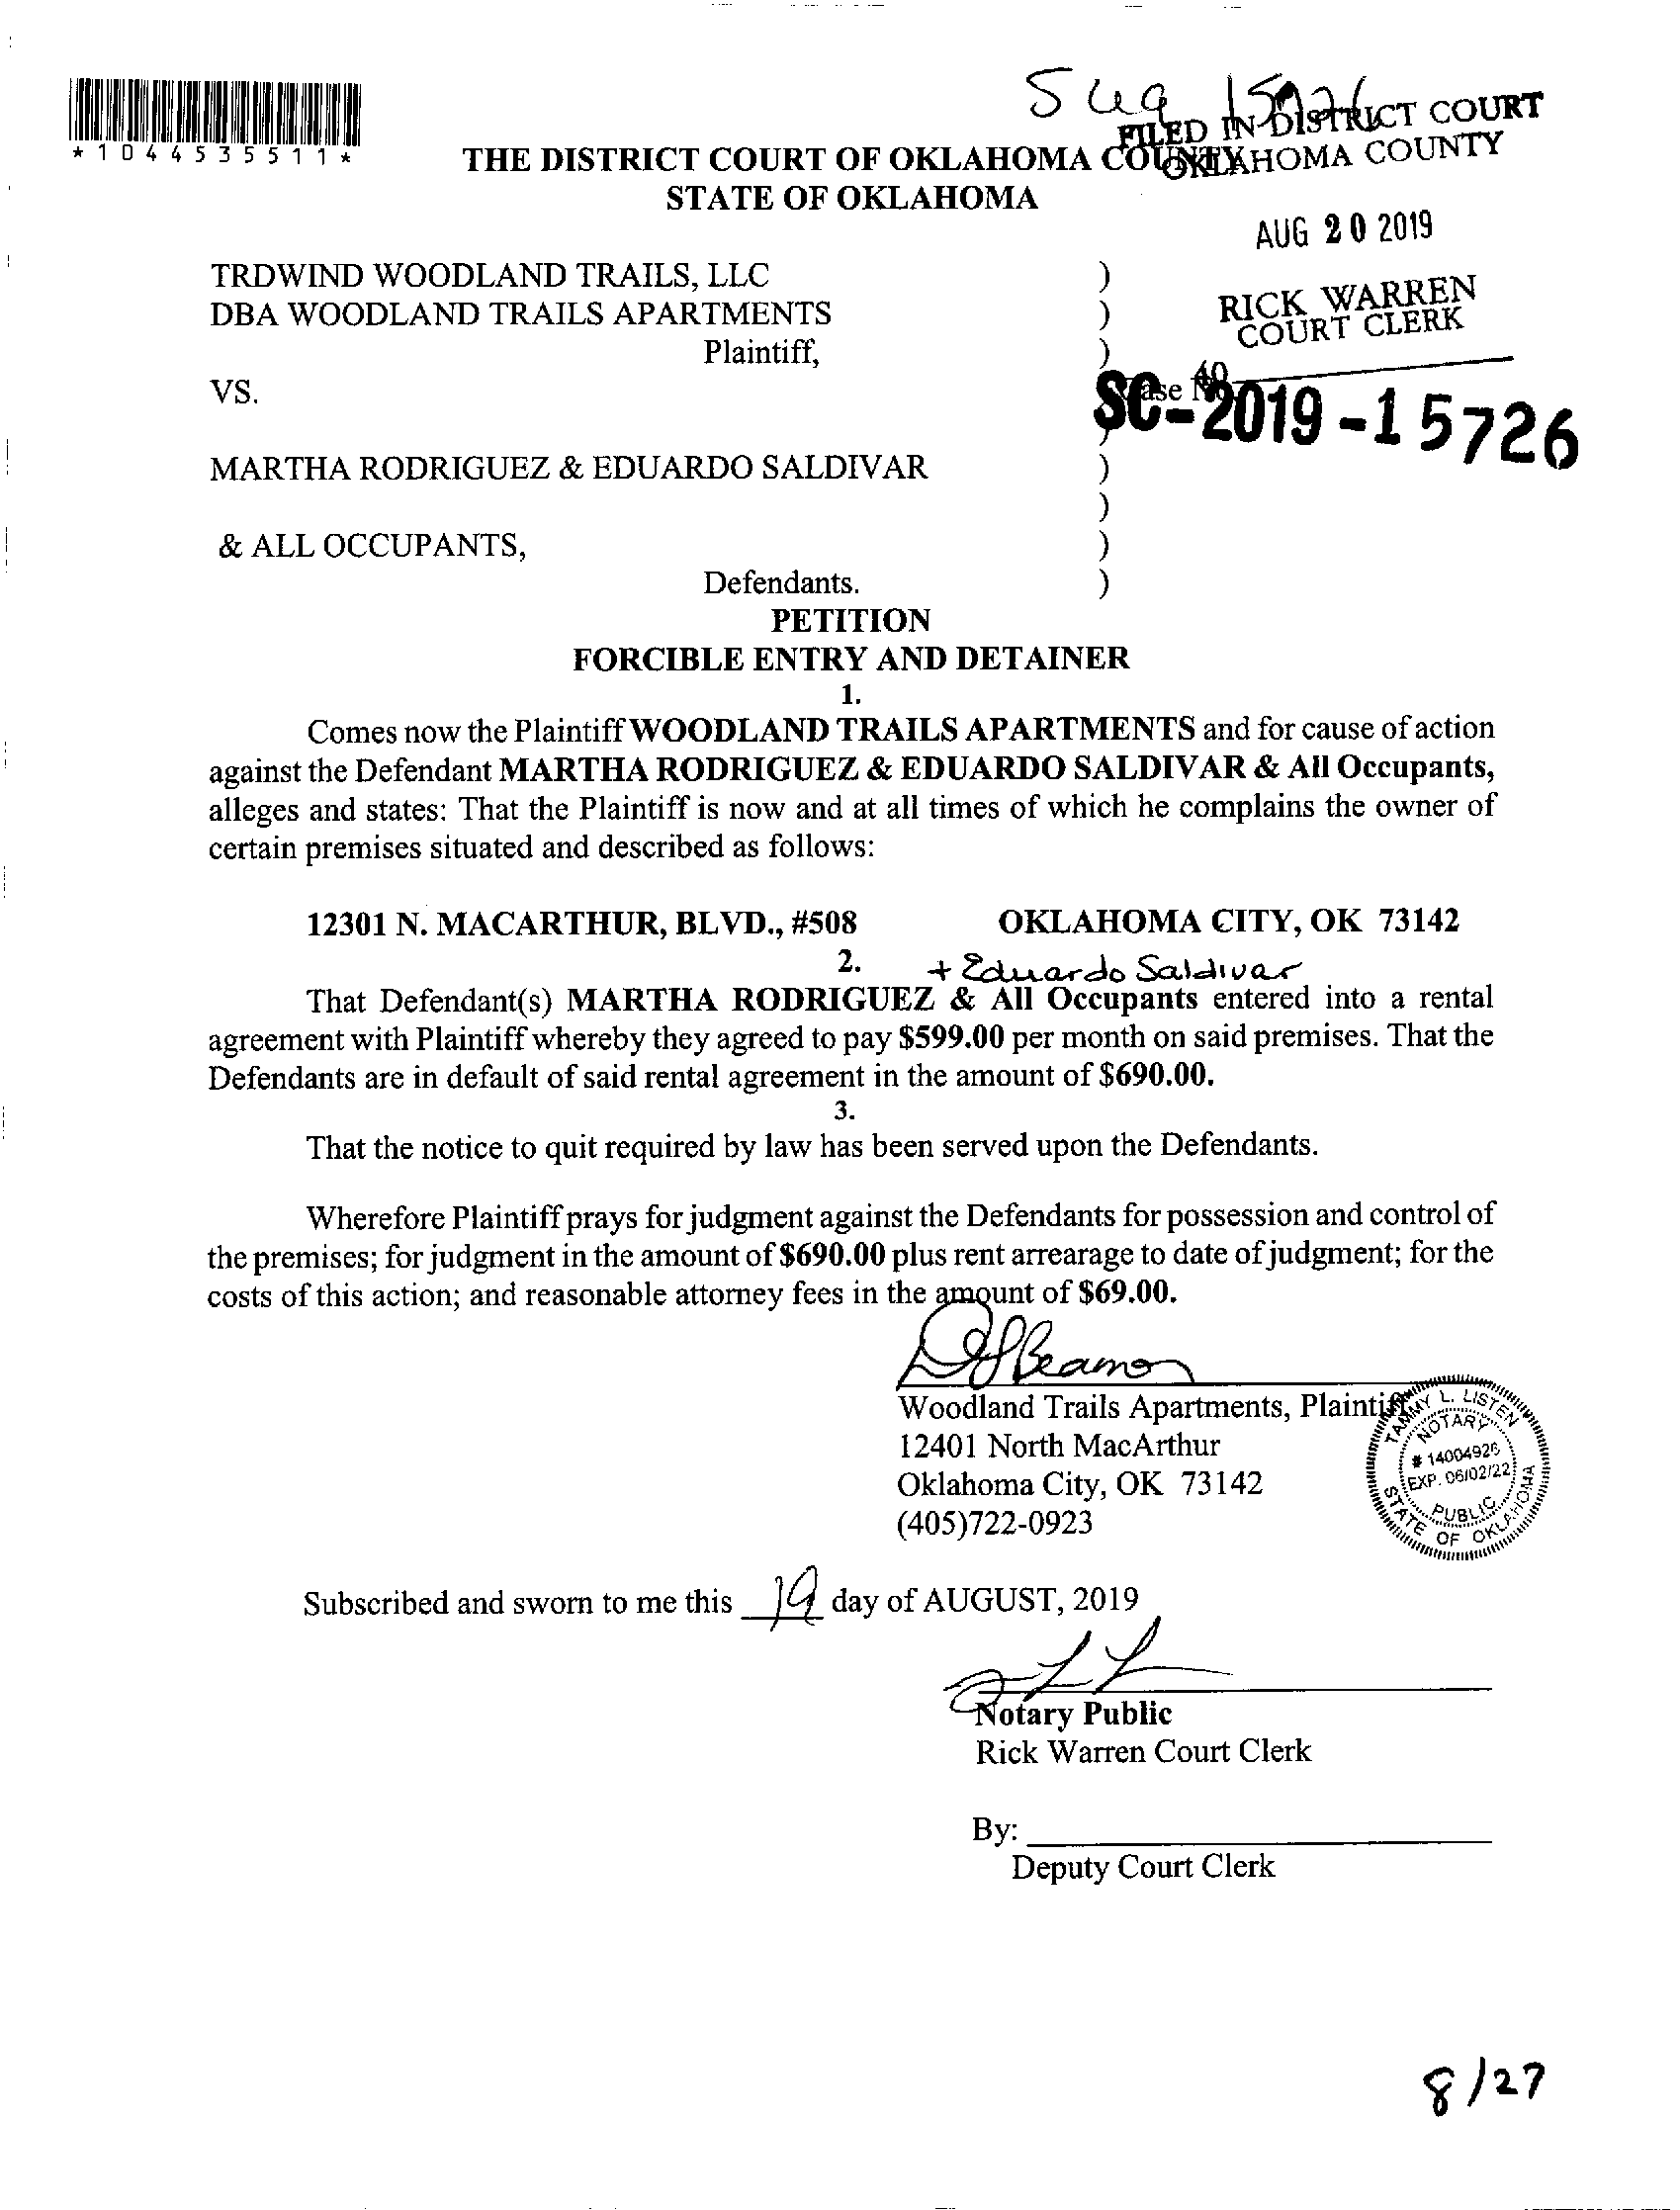 *1044535511*
THE DISTRICT COURT OF OKLAHOMA COUNTY
STATE OF OKLAHOMA
FILED IN DISTRICT COURT
OKLAHOMA COUNTY
AUG 20 2019
RICK WARREN
COURT CLERK
40
Case No.
SC-2019-15726
TRDWIND WOODLAND TRAILS, LLC )
DBA WOODLAND TRAILS APARTMENTS )
Plaintiff, )
VS.
MARTHA RODRIGUEZ & EDUARDO SALDIVAR )
)
& ALL OCCUPANTS, )
Defendants. )
PETITION
FORCIBLE ENTRY AND DETAINER
1.
Comes now the Plaintiff WOODLAND TRAILS APARTMENTS and for cause of action
against the Defendant MARTHA RODRIGUEZ & EDUARDO SALDIVAR & All Occupants,
alleges and states: That the Plaintiff is now and at all times of which he complains the owner of
certain premises situated and described as follows:
12301 N. MACARTHUR, BLVD., #508 OKLAHOMA CITY, OK 73142
2.
+ Eduardo Saldivar
That Defendant(s) MARTHA RODRIGUEZ & All Occupants entered into a rental
agreement with Plaintiff whereby they agreed to pay $599.00 per month on said premises. That the
Defendants are in default of said rental agreement in the amount of $690.00.
3.
That the notice to quit required by law has been served upon the Defendants.
Wherefore Plaintiff prays for judgment against the Defendants for possession and control of
the premises; for judgment in the amount of $690.00 plus rent arrearage to date of judgment; for the
costs of this action; and reasonable attorney fees in the amount of $69.00.
Woodland Trails Apartments, Plaintiff
12401 North MacArthur
Oklahoma City, OK 73142
(405)722-0923
TAMMY L. LISTEN
NOTARY
# 14004926
EXP. 06/02/22
PUBLIC
STATE OF OKLAHOMA
Subscribed and sworn to me this 19 day of AUGUST, 2019
Notary Public
Rick Warren Court Clerk
By:
Deputy Court Clerk
8/27